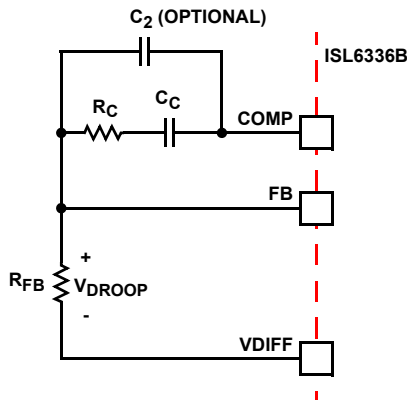 C2 (OPTIONAL)
ISL6336B
RC
CC
COMP
FB
+
RFB
VDROOP
-
VDIFF